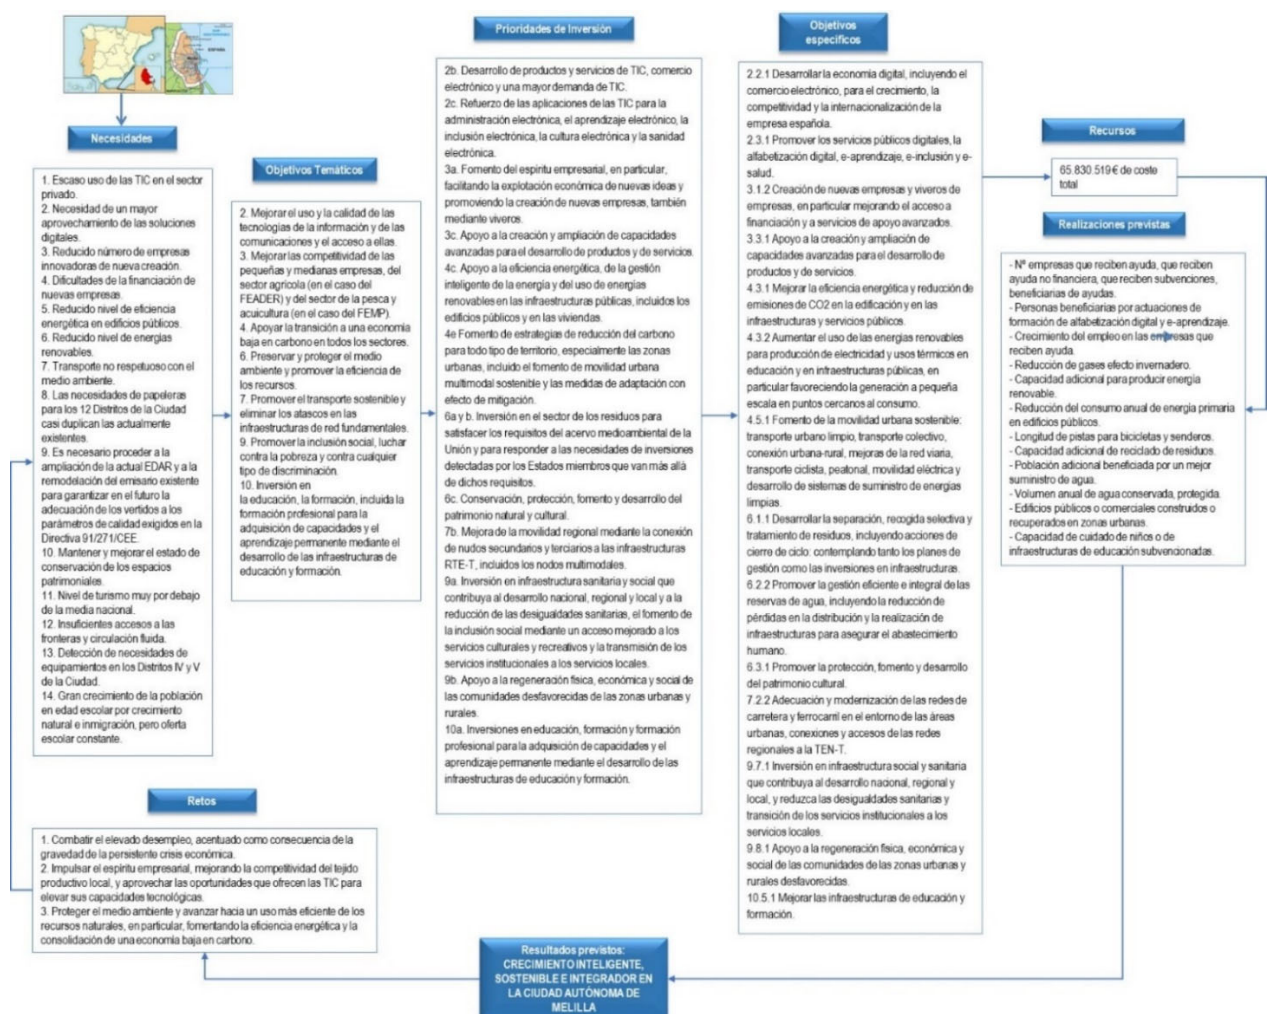 Necesidades
1. Escaso uso de las TIC en el sector
privado.
2. Necesidad de un mayor
aprovechamiento de las soluciones
digitales.
3. Reducido número de empresas
innovadoras de nueva creación.
4. Dificultades de la financiación de
nuevas empresas.
5. Reducido nivel de eficiencia
energética en edificios públicos.
6. Reducido nivel de energías
renovables.
7. Transporte no respetuoso con el
medio ambiente.
8. Las necesidades de papeleras
para los 12 Distritos de la Ciudad
casi duplican las actualmente
existentes.
9. Es necesario proceder a la
ampliación de la actual EDAR y a la
remodelación del emisario existente
para garantizar en el futuro la
adecuación de los vertidos a los
parámetros de calidad exigidos en la
Directiva 91/271/CEE.
10. Mantener y mejorar el estado de
conservación de los espacios
patrimoniales.
11. Nivel de turismo muy por debajo
de la media nacional.
12. Insuficientes accesos a las
fronteras y circulación fluida.
13. Detección de necesidades de
equipamientos en los Distritos IV y V
de la Ciudad.
14. Gran crecimiento de la población
en edad escolar por crecimiento
natural e inmigración, pero oferta
escolar constante.
Objetivos Temáticos
2. Mejorar el uso y la calidad de las
tecnologías de la información y de las
comunicaciones y el acceso a ellas.
3. Mejorar las competitividad de las
pequeñas y medianas empresas, del
sector agrícola (en el caso del
FEADER) y del sector de la pesca y
acuicultura (en el caso del FEMP).
4. Apoyar la transición a una economía
baja en carbono en todos los sectores.
6. Preservar y proteger el medio
ambiente y promover la eficiencia de
los recursos.
7. Promover el transporte sostenible y
eliminar los atascos en las
infraestructuras de red fundamentales.
9. Promover la inclusión social, luchar
contra la pobreza y contra cualquier
tipo de discriminación.
10. Inversión en
la educación, la formación, incluida la
formación profesional para la
adquisición de capacidades y el
aprendizaje permanente mediante el
desarrollo de las infraestructuras de
educación y formación.
Prioridades de Inversión
2b. Desarrollo de productos y servicios de TIC, comercio
electrónico y una mayor demanda de TIC.
2c. Refuerzo de las aplicaciones de las TIC para la
administración electrónica, el aprendizaje electrónico, la
inclusión electrónica, la cultura electrónica y la sanidad
electrónica.
3a. Fomento del espíritu empresarial, en particular,
facilitando la explotación económica de nuevas ideas y
promoviendo la creación de nuevas empresas, también
mediante viveros.
3c. Apoyo a la creación y ampliación de capacidades
avanzadas para el desarrollo de productos y de servicios.
4c. Apoyo a la eficiencia energética, de la gestión
inteligente de la energía y del uso de energías
renovables en las infraestructuras públicas, incluidos los
edificios públicos y en las viviendas.
4e Fomento de estrategias de reducción del carbono
para todo tipo de territorio, especialmente las zonas
urbanas, incluido el fomento de movilidad urbana
multimodal sostenible y las medidas de adaptación con
efecto de mitigación.
6a y b. Inversión en el sector de los residuos para
satisfacer los requisitos del acervo medioambiental de la
Unión y para responder a las necesidades de inversiones
detectadas por los Estados miembros que van más allá
de dichos requisitos.
6c. Conservación, protección, fomento y desarrollo del
patrimonio natural y cultural.
7b. Mejora de la movilidad regional mediante la conexión
de nudos secundarios y terciarios a las infraestructuras
RTE-T, incluidos los nodos multimodales.
9a. Inversión en infraestructura sanitaria y social que
contribuya al desarrollo nacional, regional y local y a la
reducción de las desigualdades sanitarias, el fomento de
la inclusión social mediante un acceso mejorado a los
servicios culturales y recreativos y la transmisión de los
servicios institucionales a los servicios locales.
9b. Apoyo a la regeneración física, económica y social de
las comunidades desfavorecidas de las zonas urbanas y
rurales.
10a. Inversiones en educación, formación y formación
profesional para la adquisición de capacidades y el
aprendizaje permanente mediante el desarrollo de las
infraestructuras de educación y formación.
Objetivos
específicos
2.2.1 Desarrollar la economía digital, incluyendo el
comercio electrónico, para el crecimiento, la
competitividad y la internacionalización de la
empresa española.
2.3.1 Promover los servicios públicos digitales, la
alfabetización digital, e-aprendizaje, e-inclusión y e-
salud.
3.1.2 Creación de nuevas empresas y viveros de
empresas, en particular mejorando el acceso a
financiación y a servicios de apoyo avanzados.
3.3.1 Apoyo a la creación y ampliación de
capacidades avanzadas para el desarrollo de
productos y de servicios.
4.3.1 Mejorar la eficiencia energética y reducción de
emisiones de CO2 en la edificación y en las
infraestructuras y servicios públicos.
4.3.2 Aumentar el uso de las energías renovables
para producción de electricidad y usos térmicos en
educación y en infraestructuras públicas, en
particular favoreciendo la generación a pequeña
escala en puntos cercanos al consumo.
4.5.1 Fomento de la movilidad urbana sostenible:
transporte urbano limpio, transporte colectivo,
conexión urbana-rural, mejoras de la red viaria,
transporte ciclista, peatonal, movilidad eléctrica y
desarrollo de sistemas de suministro de energías
limpias.
6.1.1 Desarrollar la separación, recogida selectiva y
tratamiento de residuos, incluyendo acciones de
cierre de ciclo: contemplando tanto los planes de
gestión como las inversiones en infraestructuras.
6.2.2 Promover la gestión eficiente e integral de las
reservas de agua, incluyendo la reducción de
pérdidas en la distribución y la realización de
infraestructuras para asegurar el abastecimiento
humano.
6.3.1 Promover la protección, fomento y desarrollo
del patrimonio cultural.
7.2.2 Adecuación y modernización de las redes de
carretera y ferrocarril en el entorno de las áreas
urbanas, conexiones y accesos de las redes
regionales a la TEN-T.
9.7.1 Inversión en infraestructura social y sanitaria
que contribuya al desarrollo nacional, regional y
local, y reduzca las desigualdades sanitarias y
transición de los servicios institucionales a los
servicios locales.
9.8.1 Apoyo a la regeneración física, económica y
social de las comunidades de las zonas urbanas y
rurales desfavorecidas.
10.5.1 Mejorar las infraestructuras de educación y
formación.
Recursos
65.830.519 € de coste
total
Realizaciones previstas
- Nº empresas que reciben ayuda, que reciben
ayuda no financiera, que reciben subvenciones,
beneficiarias de ayudas.
- Personas beneficiarias por actuaciones de
formación de alfabetización digital y e-aprendizaje.
- Crecimiento del empleo en las empresas que
reciben ayuda.
- Reducción de gases efecto invernadero.
- Capacidad adicional para producir energía
renovable.
- Reducción del consumo anual de energía primaria
en edificios públicos.
- Longitud de pistas para bicicletas y senderos.
- Capacidad adicional de reciclado de residuos.
- Población adicional beneficiada por un mejor
suministro de agua.
- Volumen anual de agua conservada, protegida.
- Edificios públicos o comerciales construidos o
recuperados en zonas urbanas.
- Capacidad de cuidado de niños o de
infraestructuras de educación subvencionadas.
Retos
1. Combatir el elevado desempleo, acentuado como consecuencia de la
gravedad de la persistente crisis económica.
2. Impulsar el espíritu empresarial, mejorando la competitividad del tejido
productivo local, y aprovechar las oportunidades que ofrecen las TIC para
elevar sus capacidades tecnológicas.
3. Proteger el medio ambiente y avanzar hacia un uso más eficiente de los
recursos naturales, en particular, fomentando la eficiencia energética y la
consolidación de una economía baja en carbono.
Resultados previstos:
CRECIMIENTO INTELIGENTE,
SOSTENIBLE E INTEGRADOR EN
LA CIUDAD AUTÓNOMA DE
MELILLA